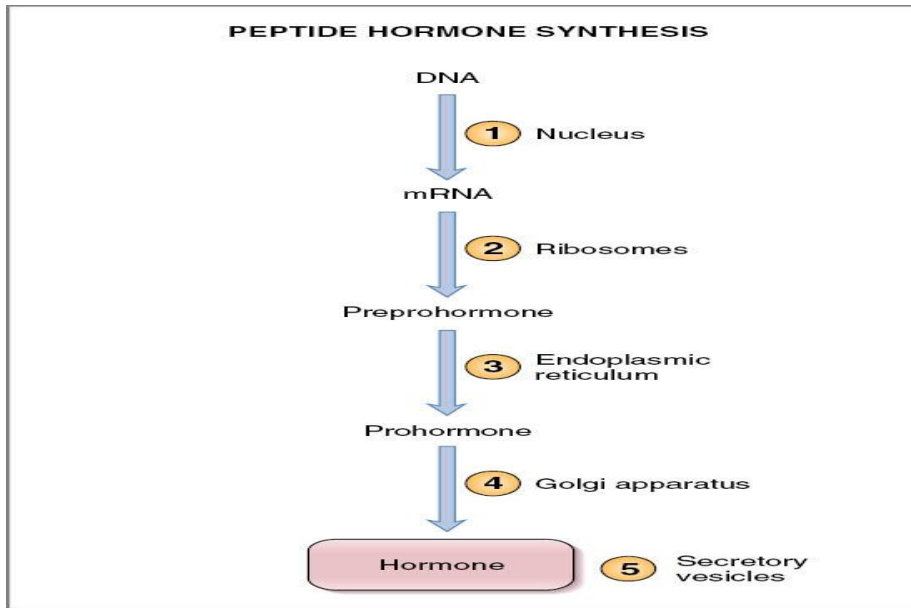 PEPTIDE HORMONE SYNTHESIS
DNA
1 Nucleus
mRNA
2 Ribosomes
Preprohormone
3 Endoplasmic
reticulum
Prohormone
4 Golgi apparatus
Hormone
5 Secretory
vesicles